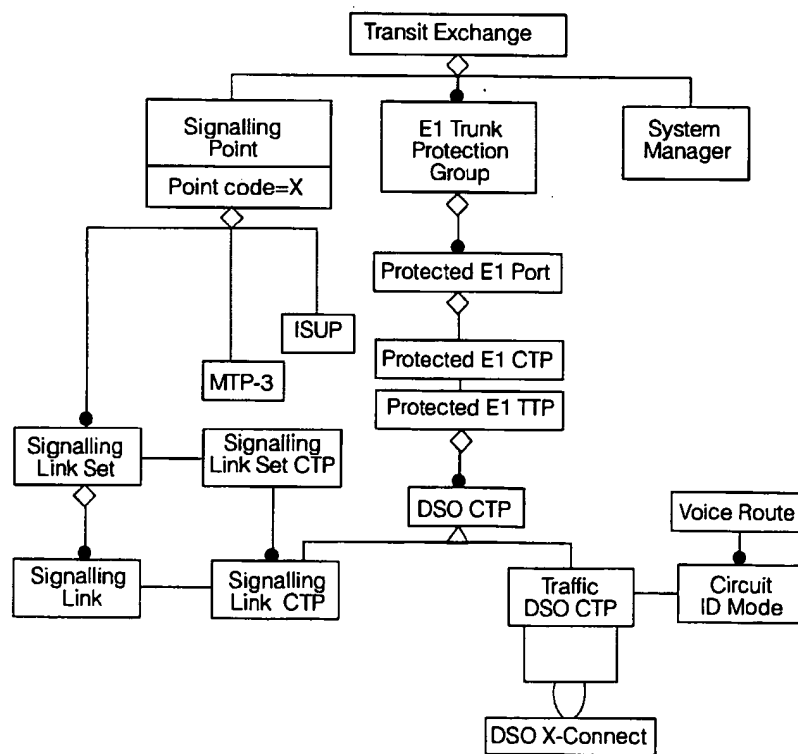 Transit Exchange
Signalling
Point
Point code=X
E1 Trunk
Protection
Group
System
Manager
Protected E1 Port
ISUP
MTP-3
Protected E1 CTP
Protected E1 TTP
Signalling
Link Set
Signalling
Link Set CTP
DSO CTP
Voice Route
Signalling
Link
Signalling
Link CTP
Traffic
DSO CTP
Circuit
ID Mode
DSO X-Connect